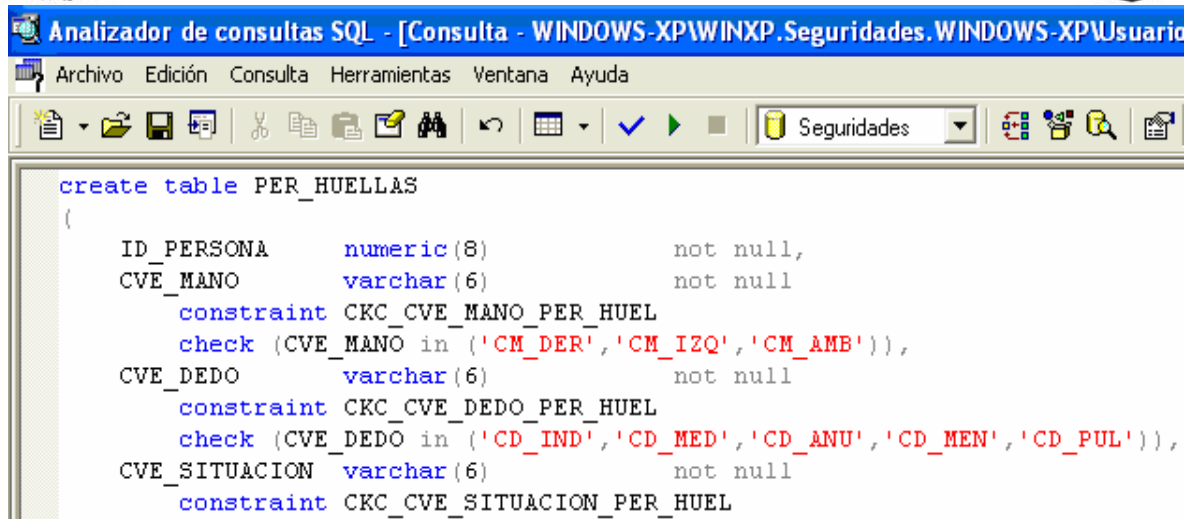 Analizador de consultas SQL - [Consulta - WINDOWS-XP\WINXP.Seguridades.WINDOWS-XP\Usuario
Archivo Edición Consulta Herramientas Ventana Ayuda
Seguridades
create table PER_HUELLAS
(
ID_PERSONA numeric(8) not null,
CVE_MANO varchar(6) not null
constraint CKC_CVE_MANO_PER_HUEL
check (CVE_MANO in ('CM_DER','CM_IZQ','CM_AMB')),
CVE_DEDO varchar(6) not null
constraint CKC_CVE_DEDO_PER_HUEL
check (CVE_DEDO in ('CD_IND','CD_MED','CD_ANU','CD_MEN','CD_PUL')),
CVE_SITUACION varchar(6) not null
constraint CKC_CVE_SITUACION_PER_HUEL